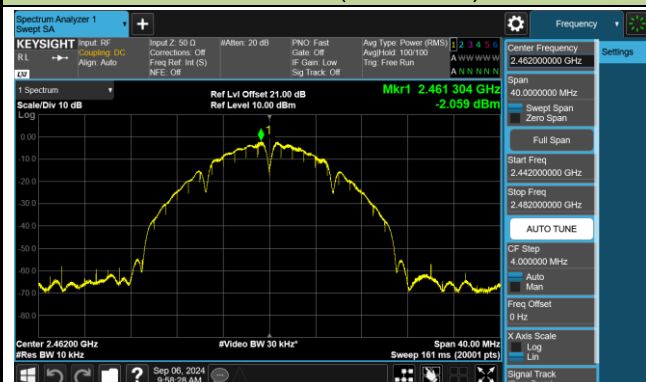 Spectrum Analyzer 1
Swept SA
Frequency
KEYSIGHT
Input: RF
Coupling: DC
Align: Auto
Input Z: 50 Ω
Corrections: Off
Freq Ref: Int (S)
NFE: Off
#Atten: 20 dB
PNO: Fast
Gate: Off
IF Gain: Low
Sig Track: Off
Avg Type: Power (RMS)
Avg|Hold: 100/100
Trig: Free Run
1 2 3 4 5 6
A W W W W W
A N N N N N
RL
LXI
Center Frequency
2.462000000 GHz
Settings
Span
40.0000000 MHz
Swept Span
Zero Span
Full Span
Start Freq
2.442000000 GHz
Stop Freq
2.482000000 GHz
AUTO TUNE
CF Step
4.000000 MHz
Auto
Man
Freq Offset
0 Hz
X Axis Scale
Log
Lin
Signal Track
1 Spectrum
Scale/Div 10 dB
Log
Ref Lvl Offset 21.00 dB
Ref Level 10.00 dBm
Mkr1 2.461 304 GHz
-2.059 dBm
1
0.00
-10.0
-20.0
-30.0
-40.0
-50.0
-60.0
-70.0
-80.0
Center 2.46200 GHz
#Res BW 10 kHz
#Video BW 30 kHz*
Span 40.00 MHz
Sweep 161 ms (20001 pts)
Sep 06, 2024
9:58:28 AM